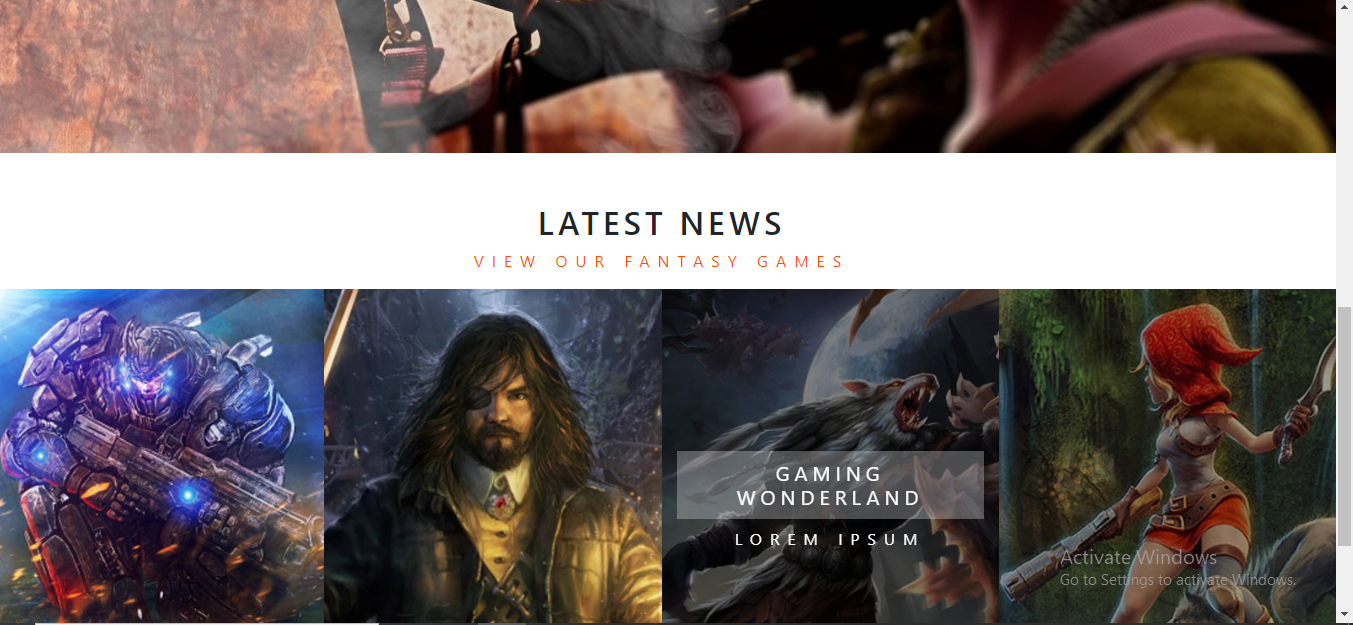 LATEST NEWS
VIEW OUR FANTASY GAMES
GAMING
WONDERLAND
LOREM IPSUM
Activate Windows
Go to Settings to activate Windows.